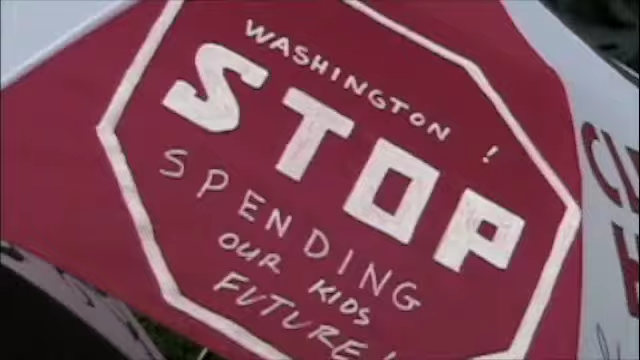 WASHINGTON !
STOP
SPENDING
OUR KIDS
FUTURE!